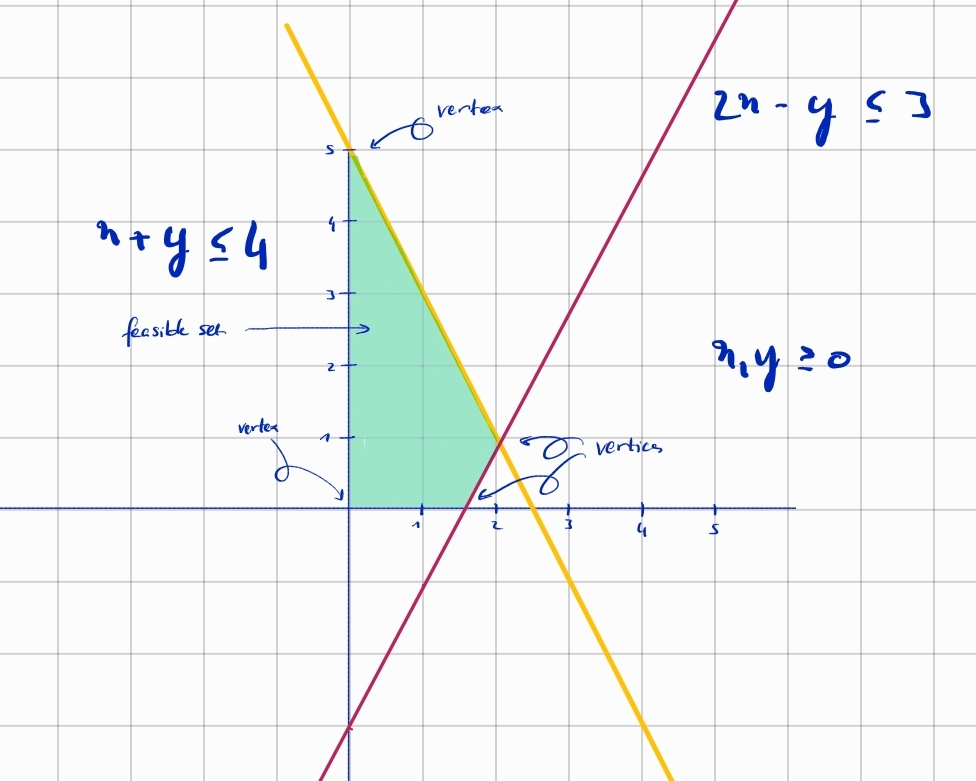 vertex
2x - y ≤ 3
5
4
x + y ≤ 4
3
feasible set
2
x, y ≥ 0
vertex
1
vertices
1 2 3 4 5